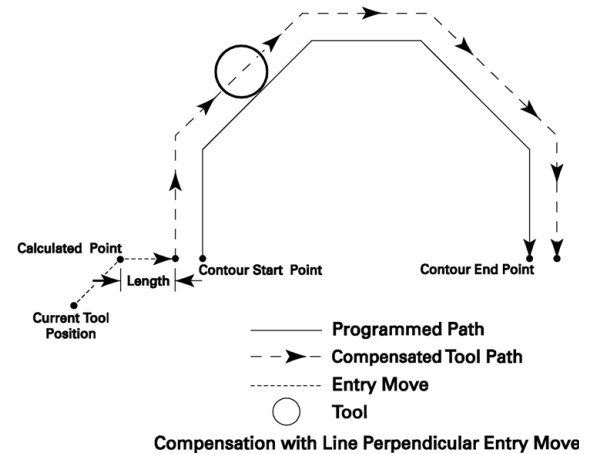 Calculated Point
Length
Contour Start Point
Contour End Point
Current Tool
Position
Programmed Path
Compensated Tool Path
Entry Move
Tool
Compensation with Line Perpendicular Entry Move